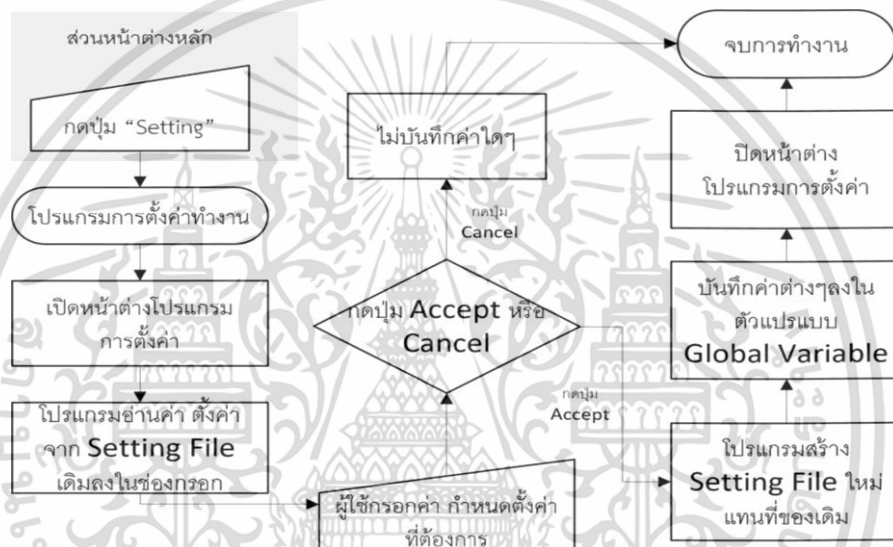 ส่วนหน้าต่างหลัก
กดปุ่ม “Setting”
โปรแกรมการตั้งค่าทำงาน
เปิดหน้าต่างโปรแกรม
การตั้งค่า
โปรแกรมอ่านค่า ตั้งค่า
จาก Setting File
เดิมลงในช่องกรอก
ผู้ใช้กรอกค่า กำหนดตั้งค่า
ที่ต้องการ
กดปุ่ม Accept หรือ
Cancel
กดปุ่ม
Cancel
ไม่บันทึกค่าใดๆ
กดปุ่ม
Accept
โปรแกรมสร้าง
Setting File ใหม่
แทนที่ของเดิม
บันทึกค่าต่างๆลงใน
ตัวแปรแบบ
Global Variable
ปิดหน้าต่าง
โปรแกรมการตั้งค่า
จบการทำงาน